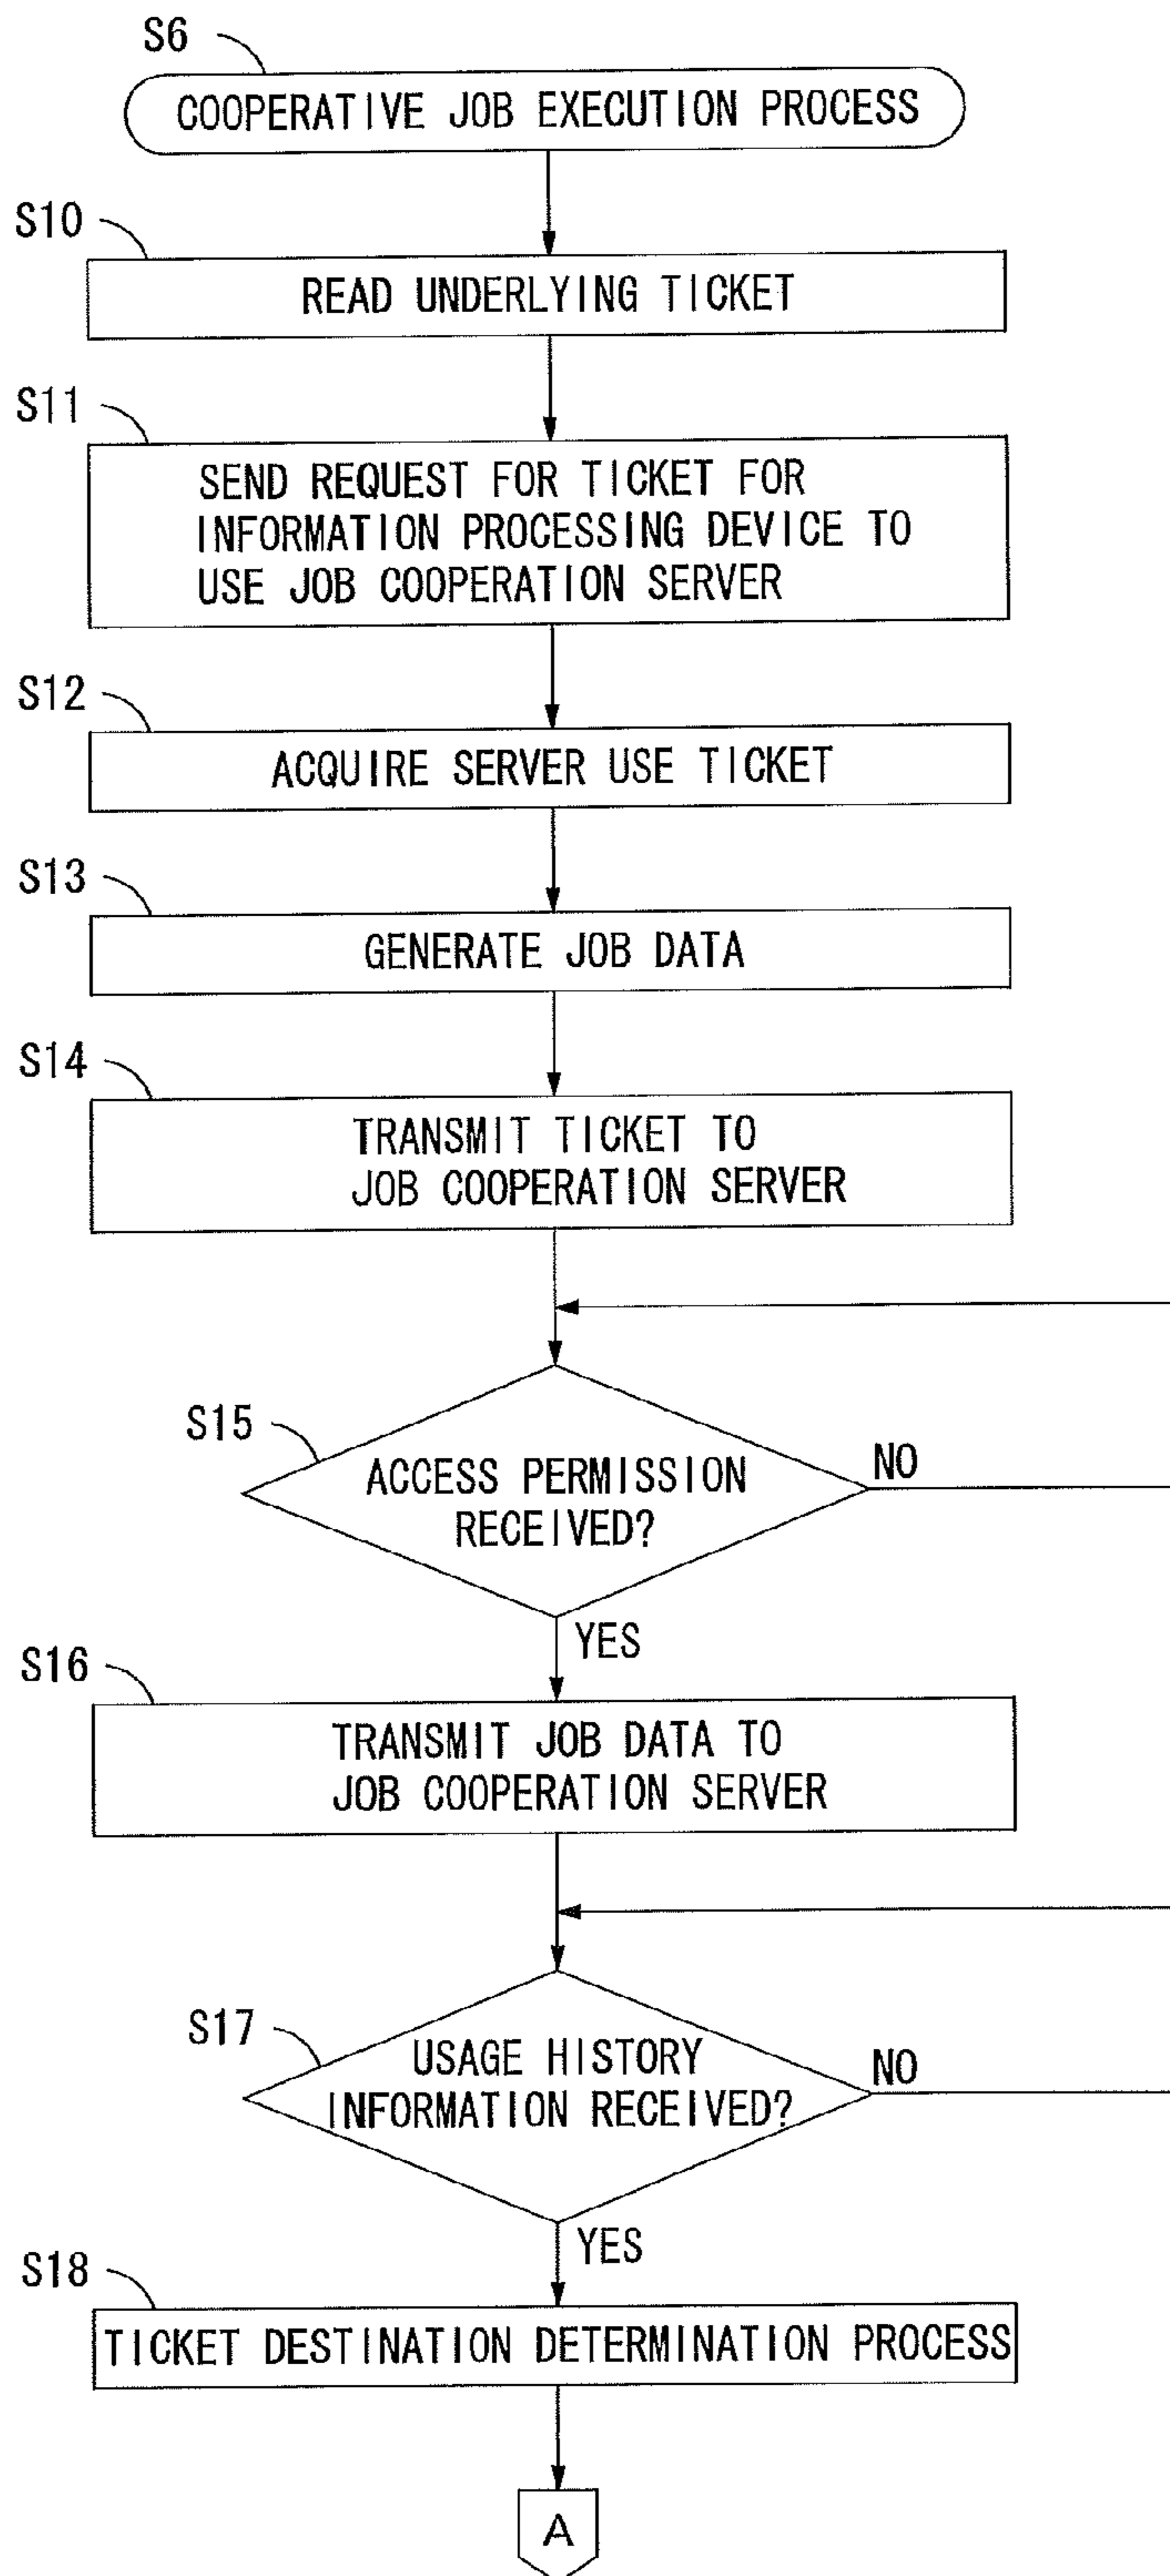 S6
COOPERATIVE JOB EXECUTION PROCESS
S10
READ UNDERLYING TICKET
S11
SEND REQUEST FOR TICKET FOR
INFORMATION PROCESSING DEVICE TO
USE JOB COOPERATION SERVER
S12
ACQUIRE SERVER USE TICKET
S13
GENERATE JOB DATA
S14
TRANSMIT TICKET TO
JOB COOPERATION SERVER
S15
ACCESS PERMISSION
RECEIVED?
NO
YES
S16
TRANSMIT JOB DATA TO
JOB COOPERATION SERVER
S17
USAGE HISTORY
INFORMATION RECEIVED?
NO
YES
S18
TICKET DESTINATION DETERMINATION PROCESS
A